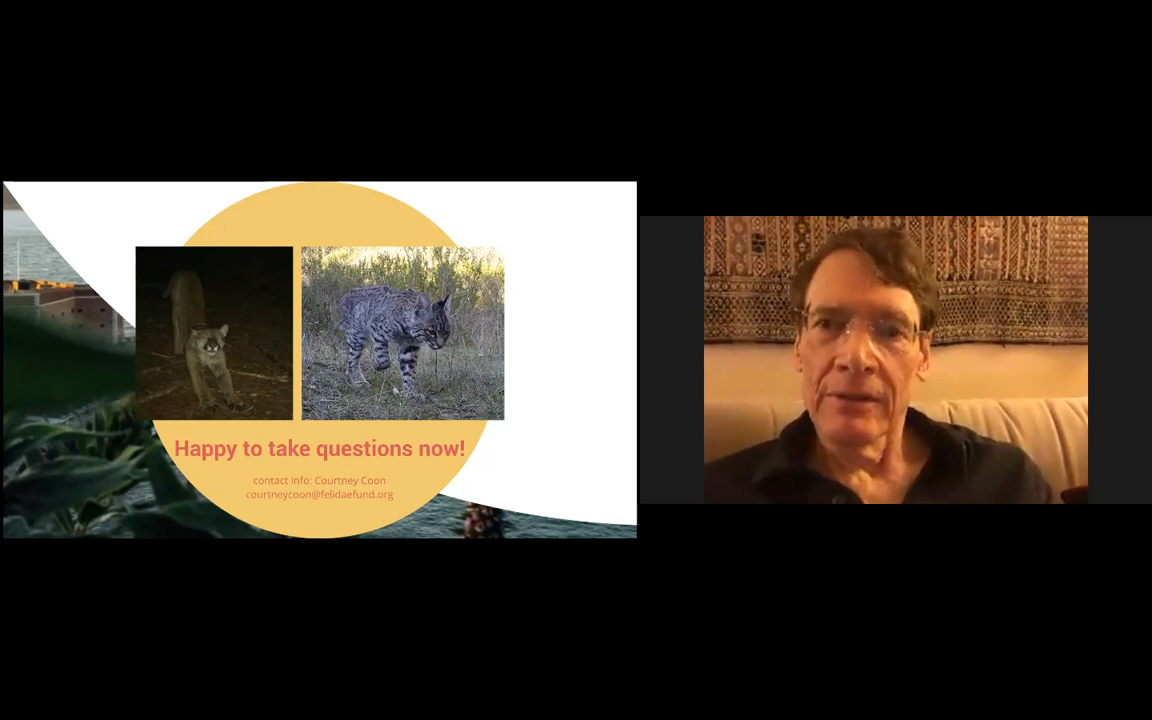 Happy to take questions now!
contact info: Courtney Coon
courtneycoon@felidaefund.org